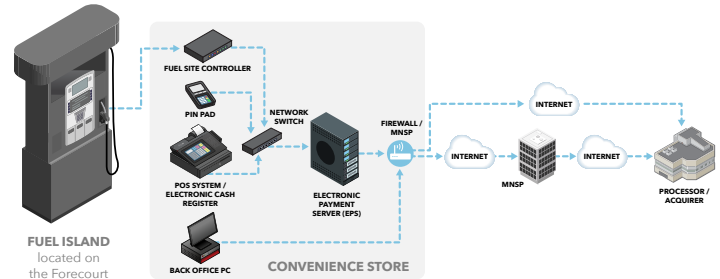 FUEL SITE CONTROLLER
PIN PAD
NETWORK
SWITCH
POS SYSTEM /
ELECTRONIC CASH
REGISTER
ELECTRONIC
PAYMENT
SERVER (EPS)
FIREWALL /
MNSP
INTERNET
INTERNET
MNSP
INTERNET
PROCESSOR /
ACQUIRER
BACK OFFICE PC
CONVENIENCE STORE
FUEL ISLAND
located on
the Forecourt